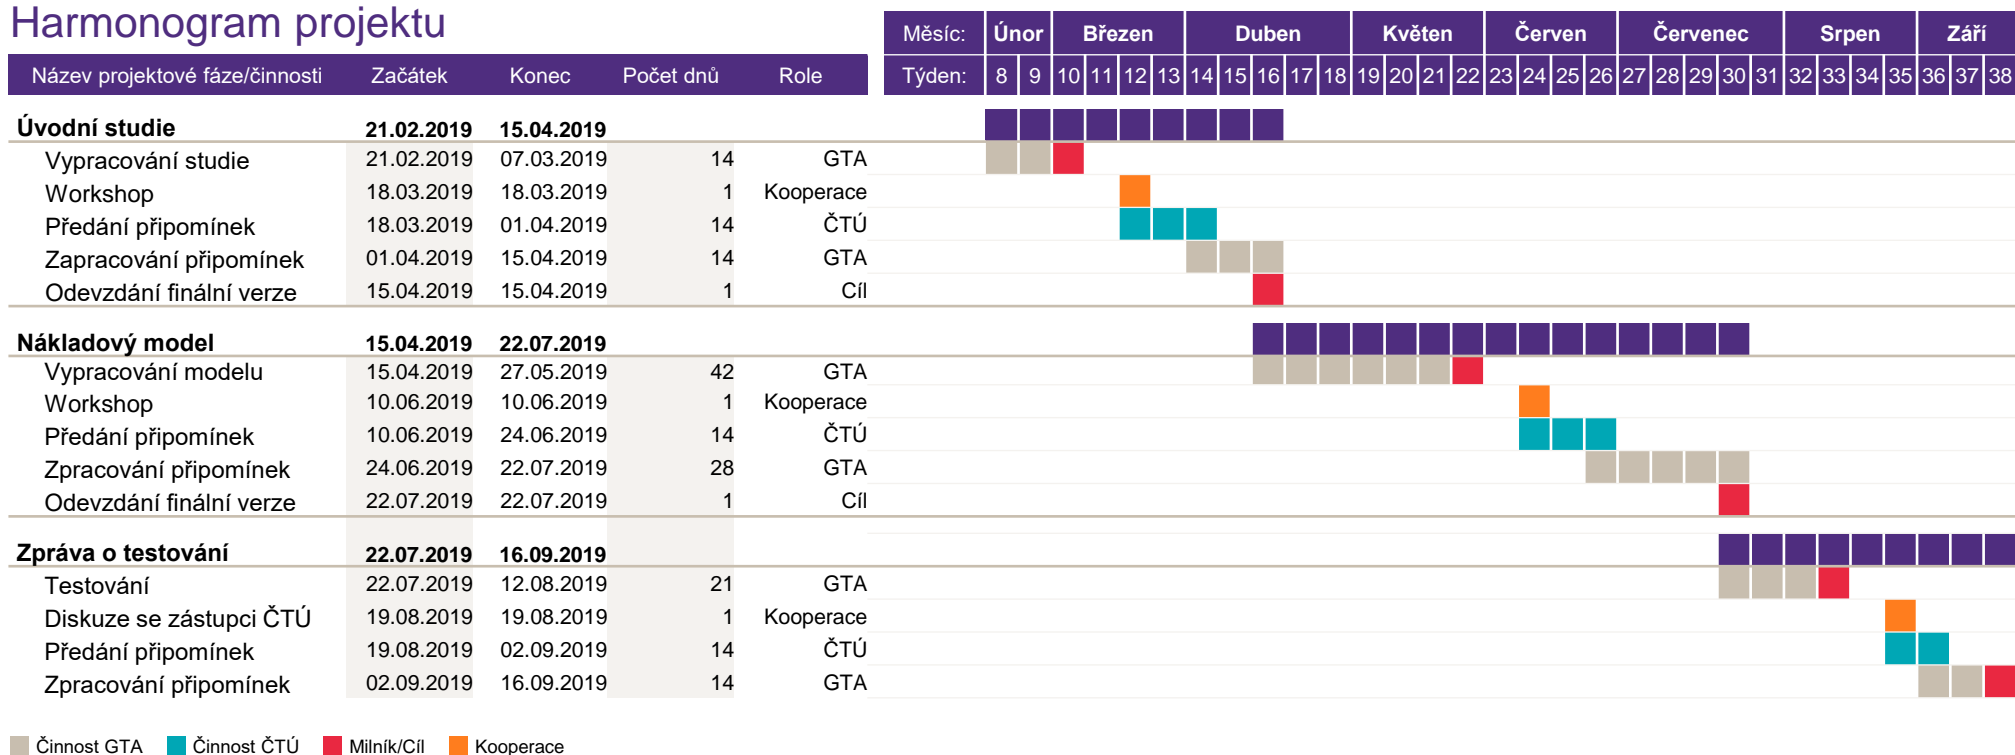 Harmonogram projektu
Měsíc: Únor Březen Duben Květen Červen Červenec Srpen Září
Název projektové fáze/činnosti Začátek Konec Počet dnů Role Týden: 8 9 10 11 12 13 14 15 16 17 18 19 20 21 22 23 24 25 26 27 28 29 30 31 32 33 34 35 36 37 38
Úvodní studie 21.02.2019 15.04.2019
Vypracování studie 21.02.2019 07.03.2019 14 GTA
Workshop 18.03.2019 18.03.2019 1 Kooperace
Předání připomínek 18.03.2019 01.04.2019 14 ČTÚ
Zapracování připomínek 01.04.2019 15.04.2019 14 GTA
Odevzdání finální verze 15.04.2019 15.04.2019 1 Cíl
Nákladový model 15.04.2019 22.07.2019
Vypracování modelu 15.04.2019 27.05.2019 42 GTA
Workshop 10.06.2019 10.06.2019 1 Kooperace
Předání připomínek 10.06.2019 24.06.2019 14 ČTÚ
Zpracování připomínek 24.06.2019 22.07.2019 28 GTA
Odevzdání finální verze 22.07.2019 22.07.2019 1 Cíl
Zpráva o testování 22.07.2019 16.09.2019
Testování 22.07.2019 12.08.2019 21 GTA
Diskuze se zástupci ČTÚ 19.08.2019 19.08.2019 1 Kooperace
Předání připomínek 19.08.2019 02.09.2019 14 ČTÚ
Zpracování připomínek 02.09.2019 16.09.2019 14 GTA
Činnost GTA Činnost ČTÚ Milník/Cíl Kooperace